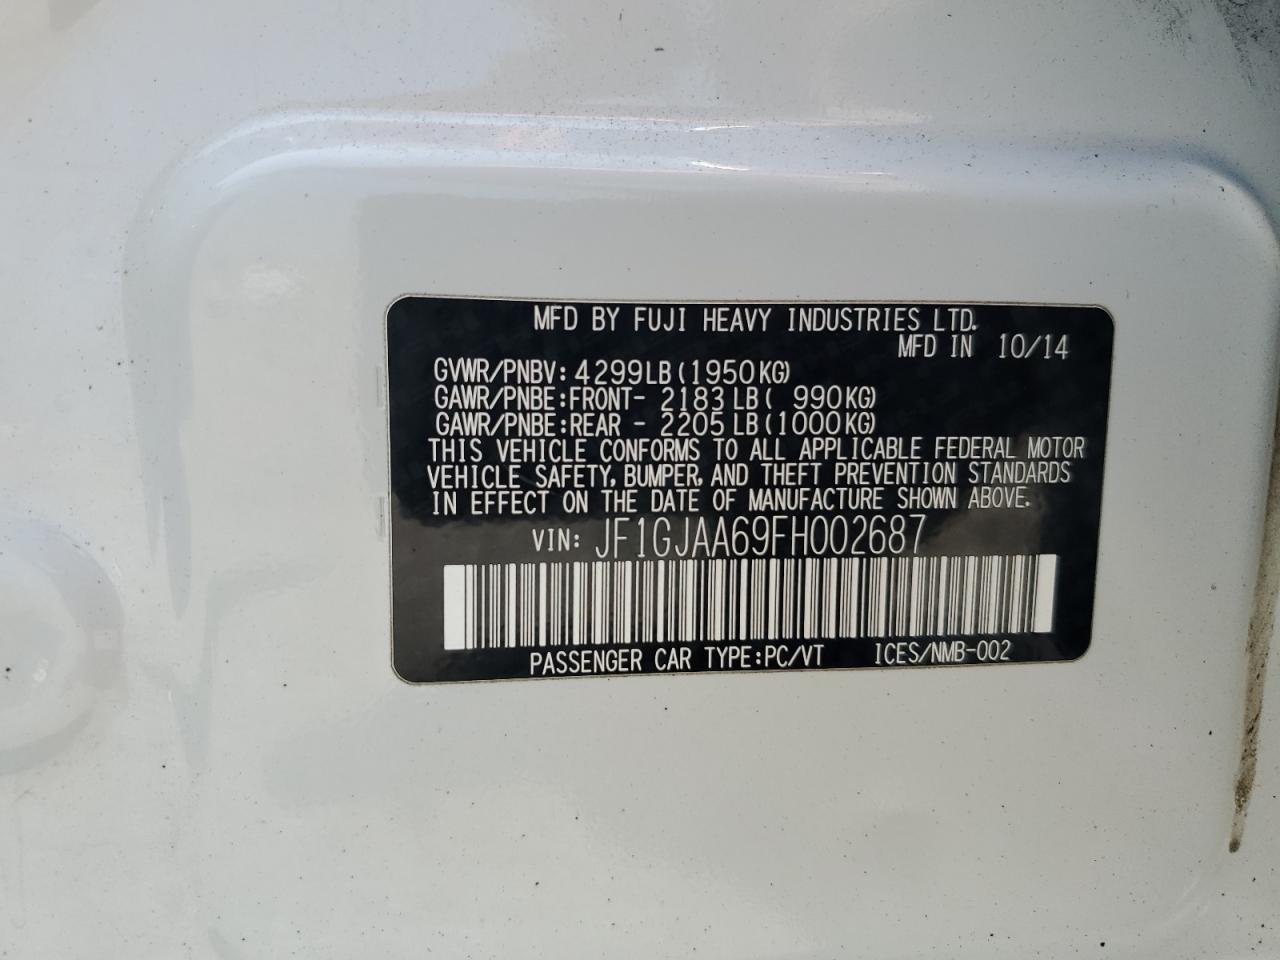 MFD BY FUJI HEAVY INDUSTRIES LTD.
MFD IN 10/14
GVWR/PNBV: 4299LB (1950KG)
GAWR/PNBE:FRONT- 2183 LB ( 990KG)
GAWR/PNBE:REAR - 2205 LB (1000KG)
THIS VEHICLE CONFORMS TO ALL APPLICABLE FEDERAL MOTOR
VEHICLE SAFETY, BUMPER, AND THEFT PREVENTION STANDARDS
IN EFFECT ON THE DATE OF MANUFACTURE SHOWN ABOVE.
VIN: JF1GJAA69FH002687
PASSENGER CAR TYPE:PC/VT ICES/NMB-002